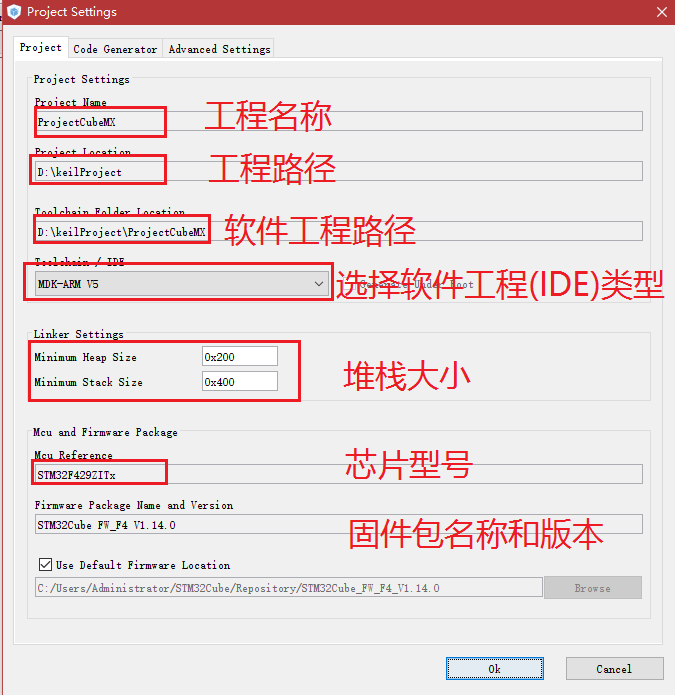 Project Settings
Project
Code Generator
Advanced Settings
Project Settings
Project Name
ProjectCubeMX
工程名称
Project Location
D:\keilProject
工程路径
Toolchain Folder Location
D:\keilProject\ProjectCubeMX
软件工程路径
Toolchain / IDE
MDK-ARM V5
选择软件工程(IDE)类型
Root
Linker Settings
Minimum Heap Size
0x200
Minimum Stack Size
0x400
堆栈大小
Mcu and Firmware Package
Mcu Reference
STM32F429ZITx
芯片型号
Firmware Package Name and Version
STM32Cube FW_F4 V1.14.0
固件包名称和版本
Use Default Firmware Location
C:/Users/Administrator/STM32Cube/Repository/STM32Cube_FW_F4_V1.14.0
Browse
Ok
Cancel